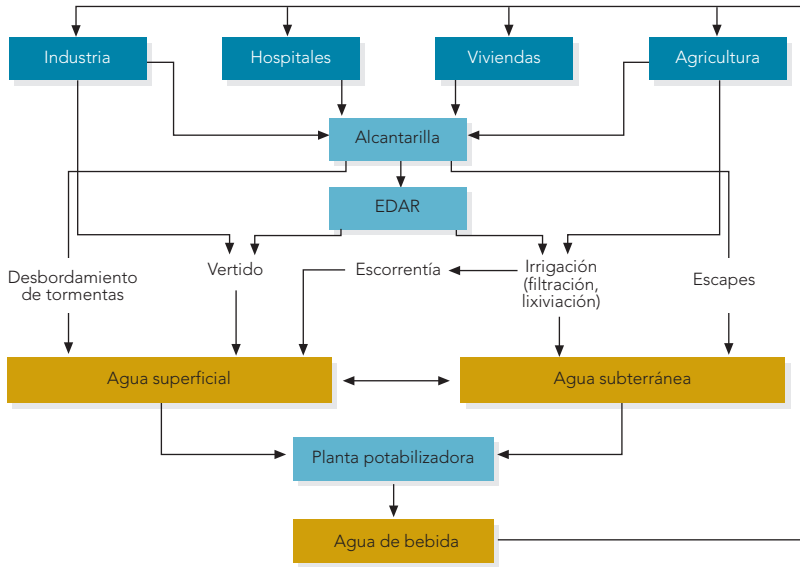 Industria
Hospitales
Viviendas
Agricultura
Alcantarilla
EDAR
Desbordamiento
de tormentas
Vertido
Escorrentía
Irrigación
(filtración,
lixiviación)
Escapes
Agua superficial
Agua subterránea
Planta potabilizadora
Agua de bebida